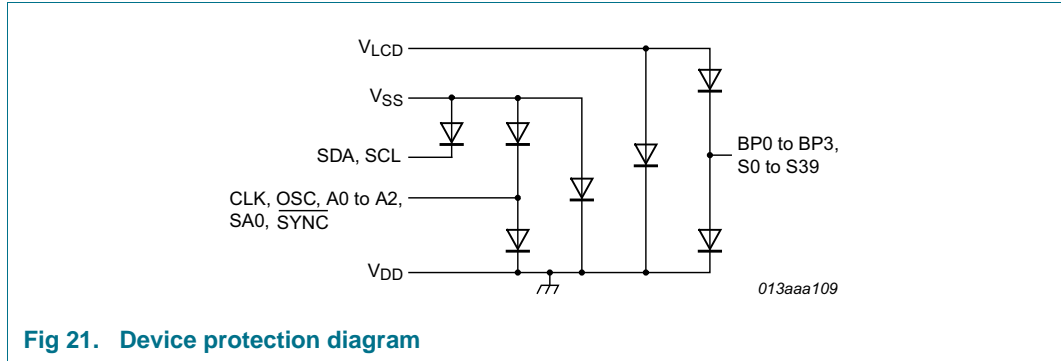 VLCD
VSS
SDA, SCL
CLK, OSC, A0 to A2,
SA0, SYNC
VDD
BP0 to BP3,
S0 to S39
013aaa109
Fig 21. Device protection diagram